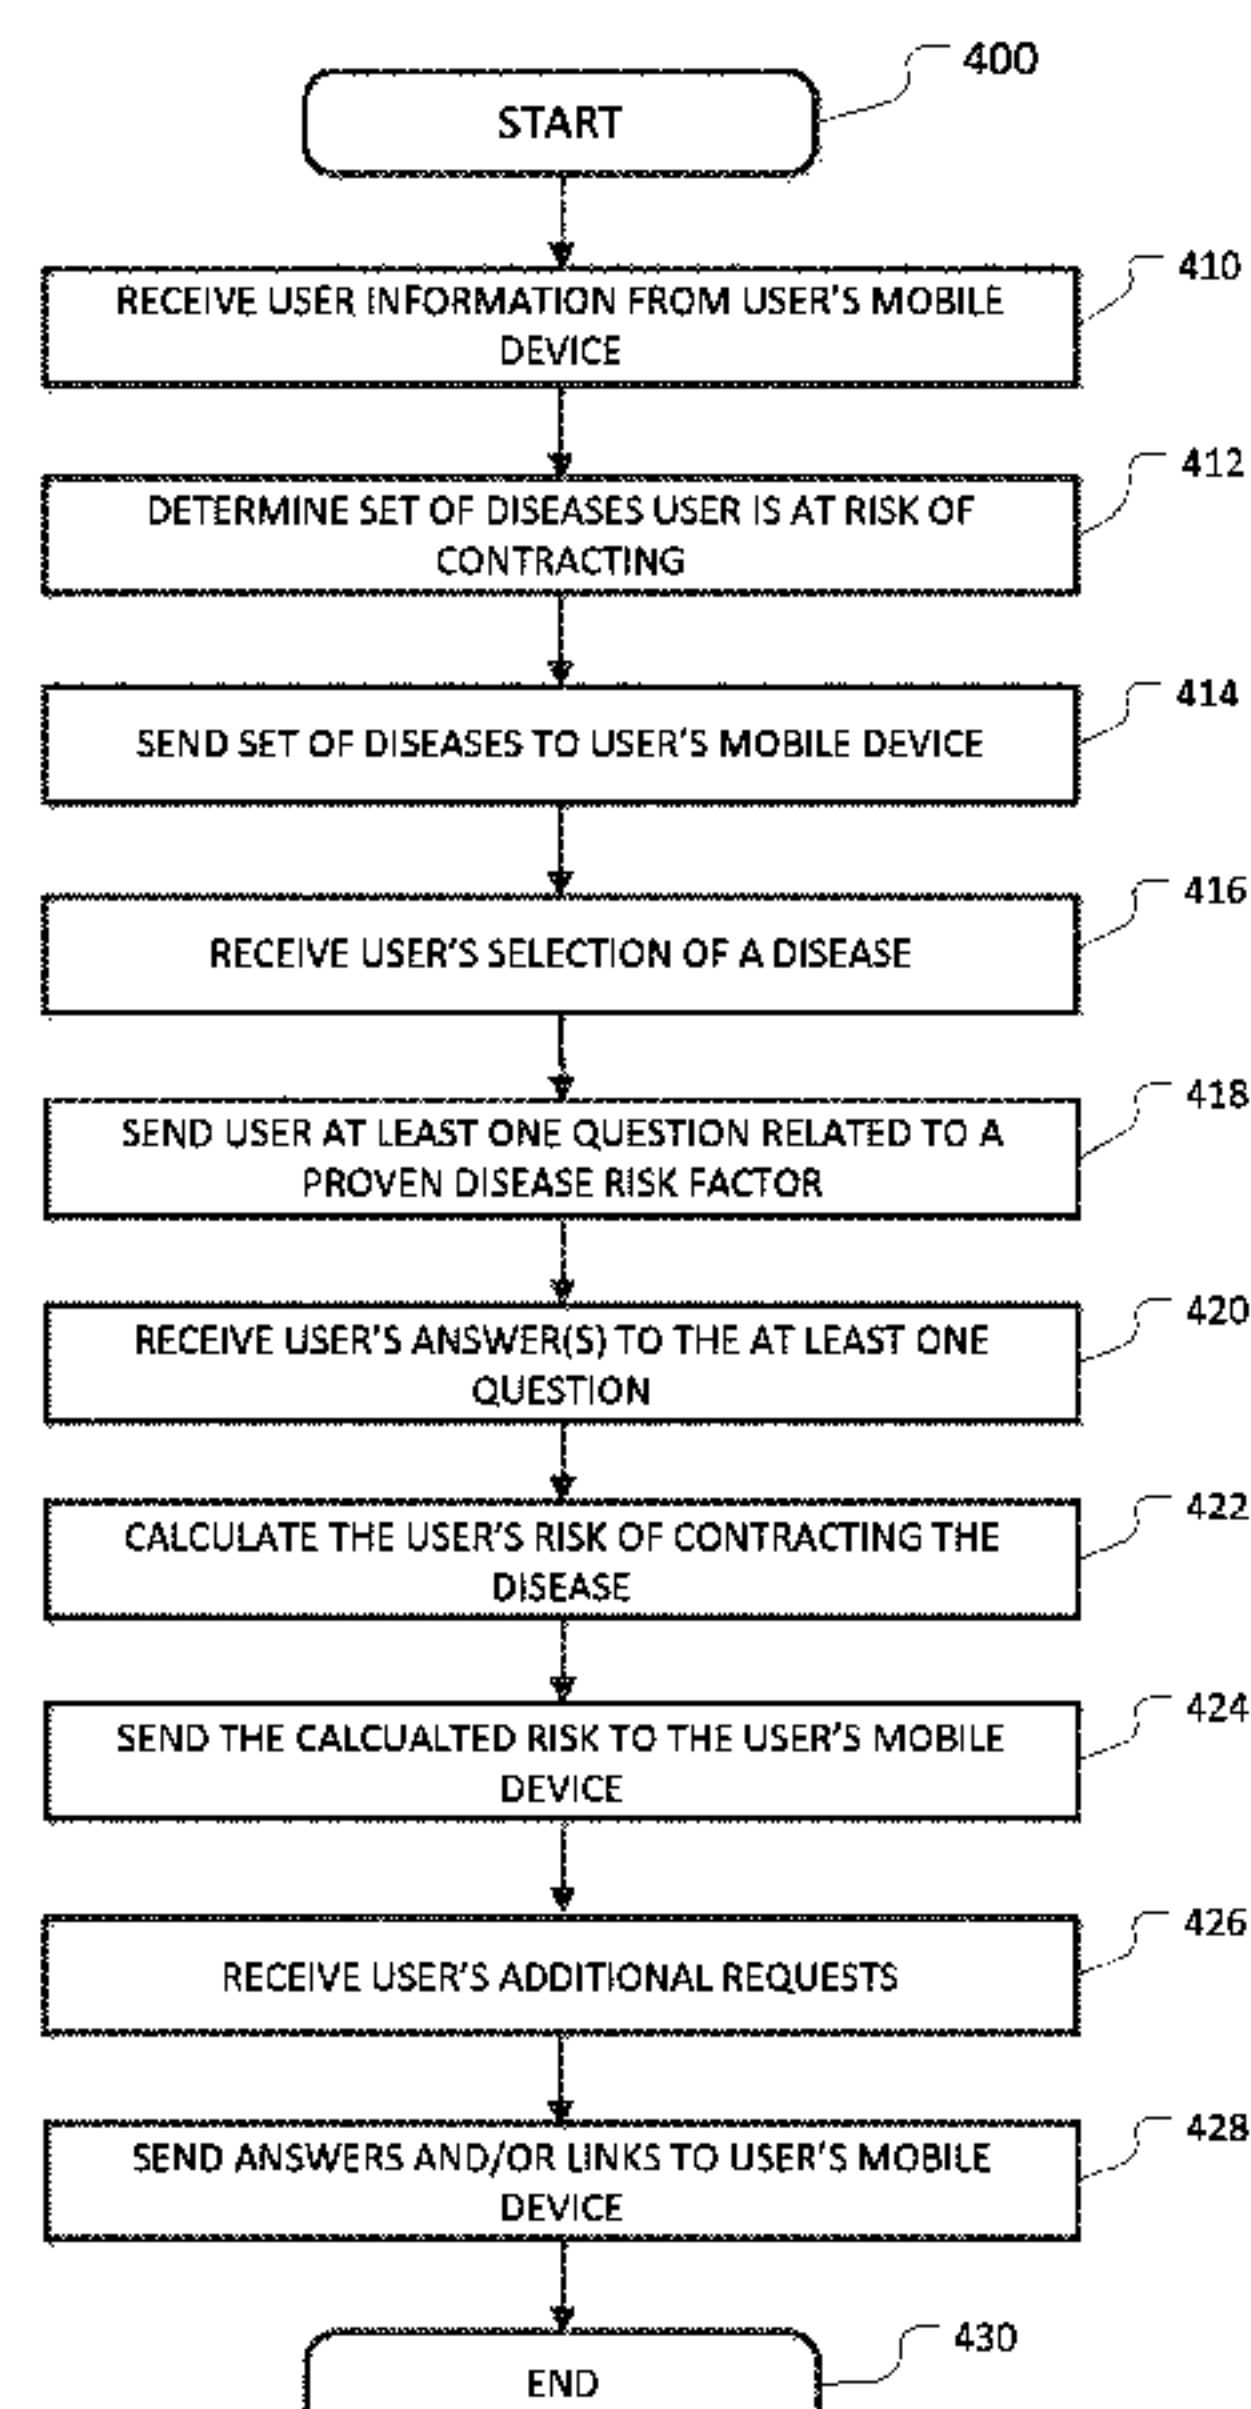 400
START
410
RECEIVE USER INFORMATION FROM USER'S MOBILE
DEVICE
412
DETERMINE SET OF DISEASES USER IS AT RISK OF
CONTRACTING
414
SEND SET OF DISEASES TO USER'S MOBILE DEVICE
416
RECEIVE USER'S SELECTION OF A DISEASE
418
SEND USER AT LEAST ONE QUESTION RELATED TO A
PROVEN DISEASE RISK FACTOR
420
RECEIVE USER'S ANSWER(S) TO THE AT LEAST ONE
QUESTION
422
CALCULATE THE USER'S RISK OF CONTRACTING THE
DISEASE
424
SEND THE CALCUALTED RISK TO THE USER'S MOBILE
DEVICE
426
RECEIVE USER'S ADDITIONAL REQUESTS
428
SEND ANSWERS AND/OR LINKS TO USER'S MOBILE
DEVICE
430
END